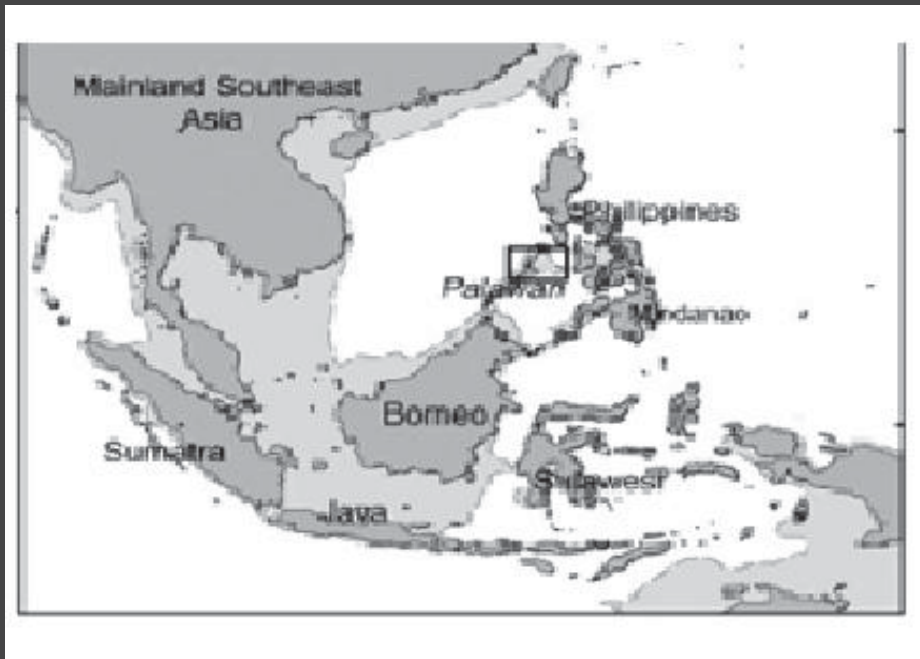 Mainland Southeast
Asia
Philippines
Palawan
Mindanao
Borneo
Sumatra
Sulawesi
Java